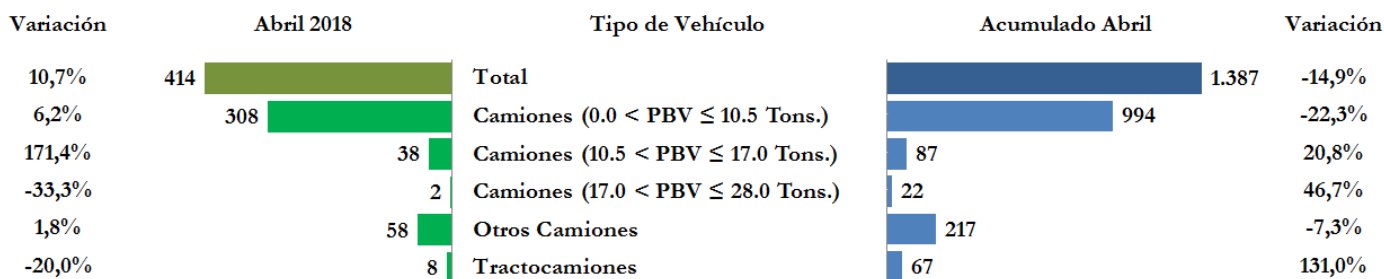 Variación Abril 2018 Tipo de Vehículo Acumulado Abril Variación
10,7% 414 Total 1.387 -14,9%
6,2% 308 Camiones (0.0 < PBV ≤ 10.5 Tons.) 994 -22,3%
171,4% 38 Camiones (10.5 < PBV ≤ 17.0 Tons.) 87 20,8%
-33,3% 2 Camiones (17.0 < PBV ≤ 28.0 Tons.) 22 46,7%
1,8% 58 Otros Camiones 217 -7,3%
-20,0% 8 Tractocamiones 67 131,0%